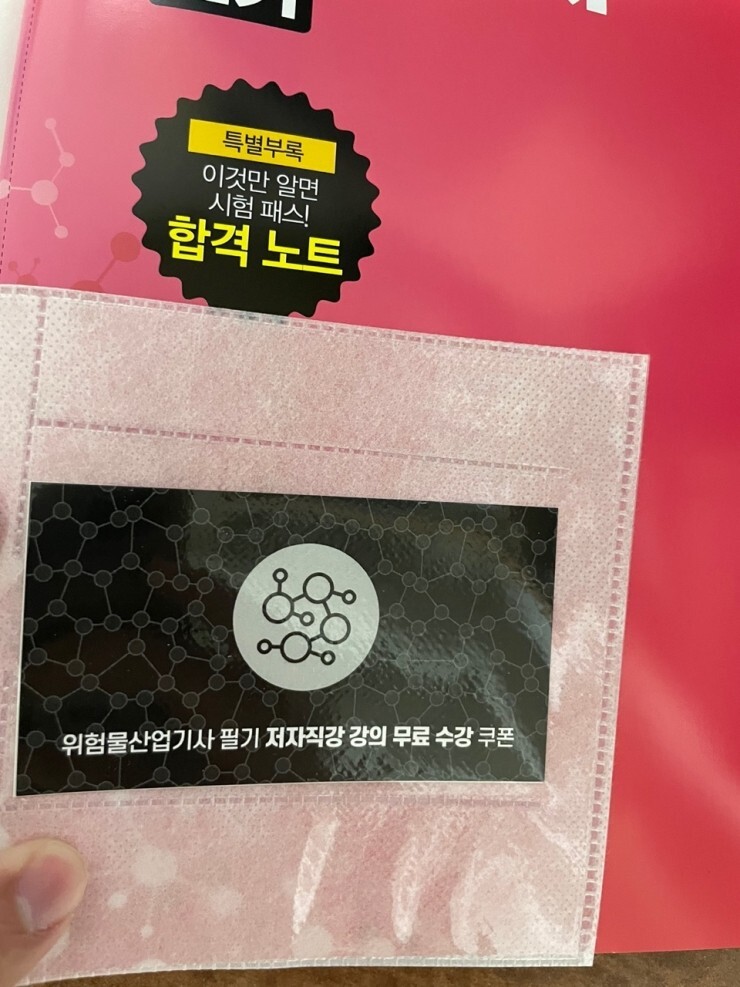 특별부록
이것만 알면
시험 패스!
합격 노트
위험물산업기사 필기 저자직강 강의 무료 수강 쿠폰